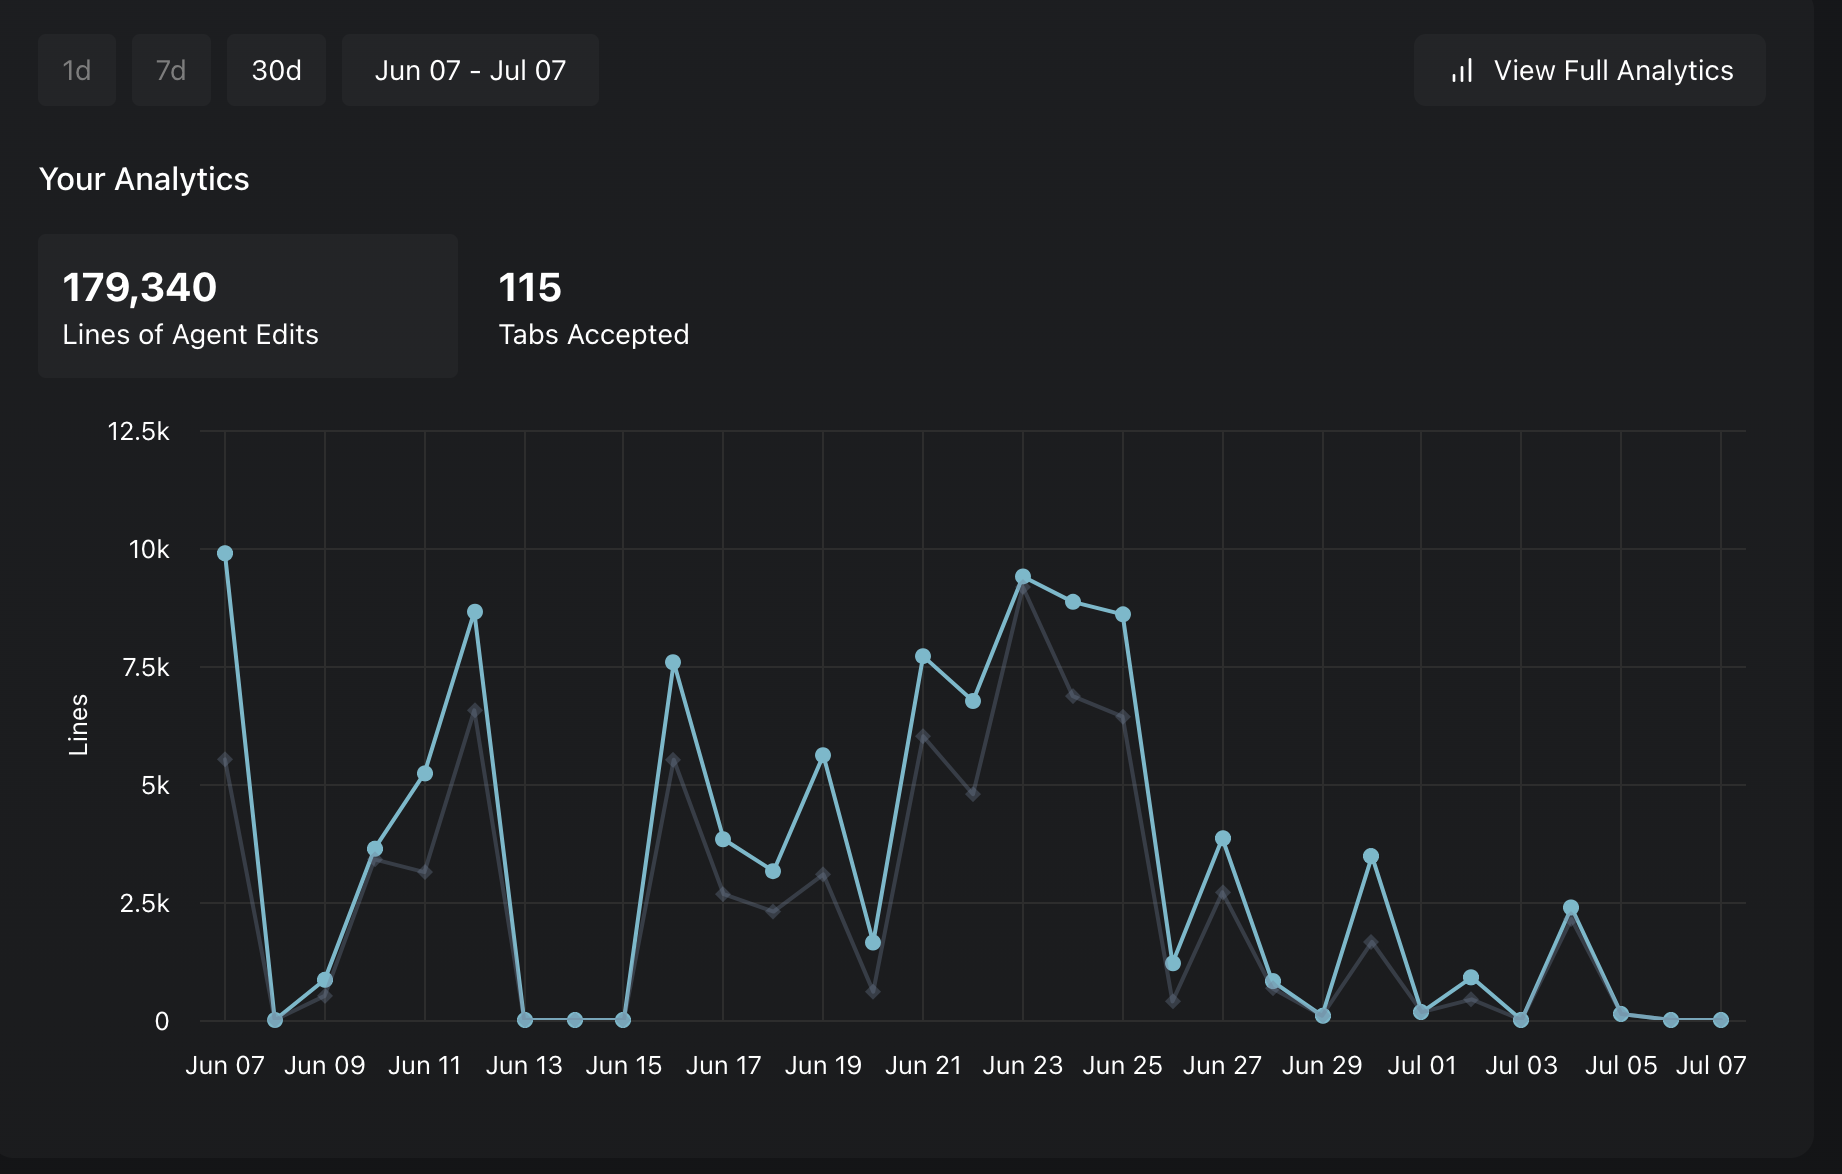 1d 7d 30d Jun 07 - Jul 07 View Full Analytics
Your Analytics
179,340 115
Lines of Agent Edits Tabs Accepted
12.5k
10k
7.5k
Lines
5k
2.5k
0
Jun 07 Jun 09 Jun 11 Jun 13 Jun 15 Jun 17 Jun 19 Jun 21 Jun 23 Jun 25 Jun 27 Jun 29 Jul 01 Jul 03 Jul 05 Jul 07